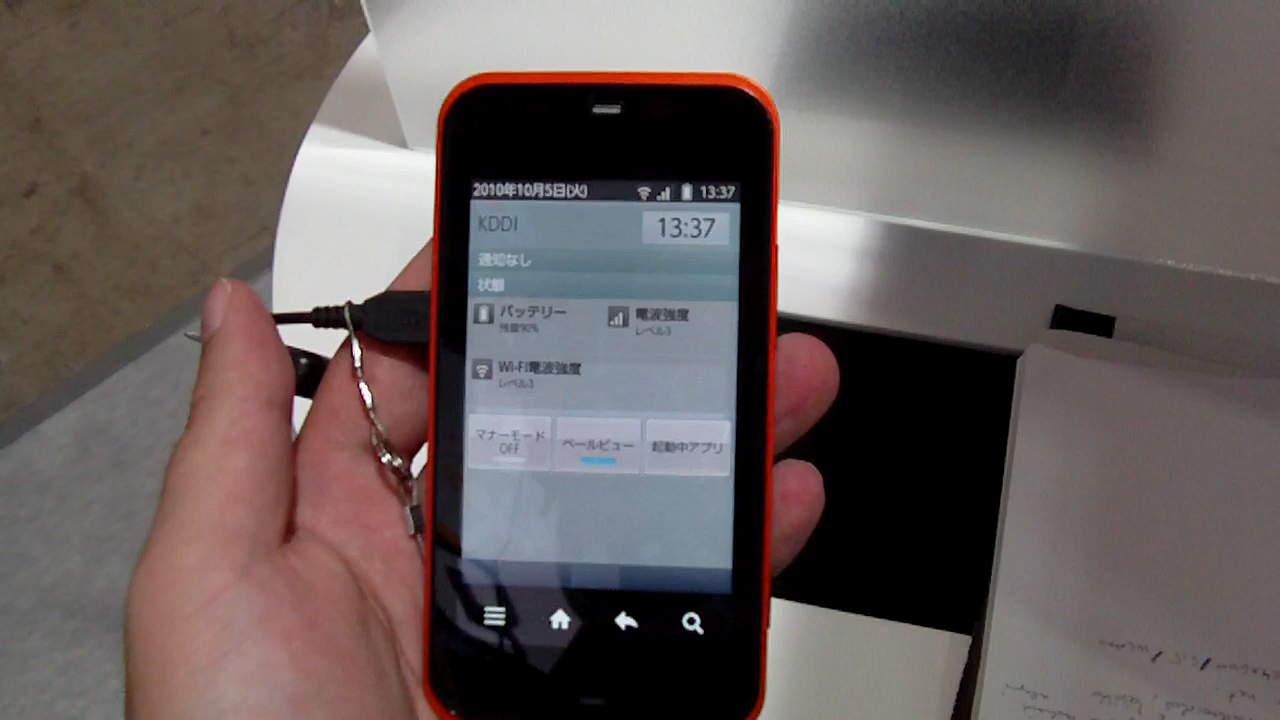 2010年10月5日(火) 13:37
KDDI 13:37
通知なし
状態
バッテリー 電波強度
残量90% レベル3
Wi-Fi電波強度
レベル3
マナーモード ベールビュー 起動中アプリ
OFF